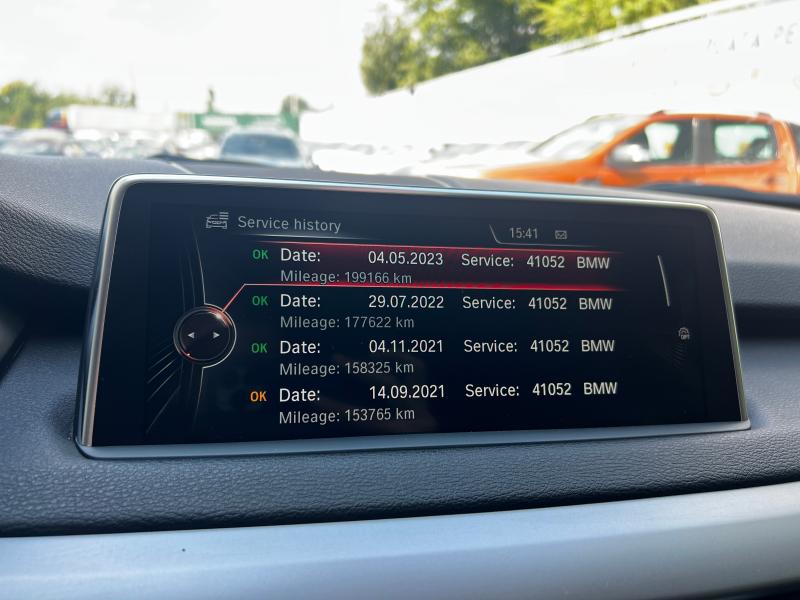 Service history
15:41
OK Date: 04.05.2023 Service: 41052 BMW
Mileage: 199166 km
OK Date: 29.07.2022 Service: 41052 BMW
Mileage: 177622 km
OK Date: 04.11.2021 Service: 41052 BMW
Mileage: 158325 km
OK Date: 14.09.2021 Service: 41052 BMW
Mileage: 153765 km
OPT